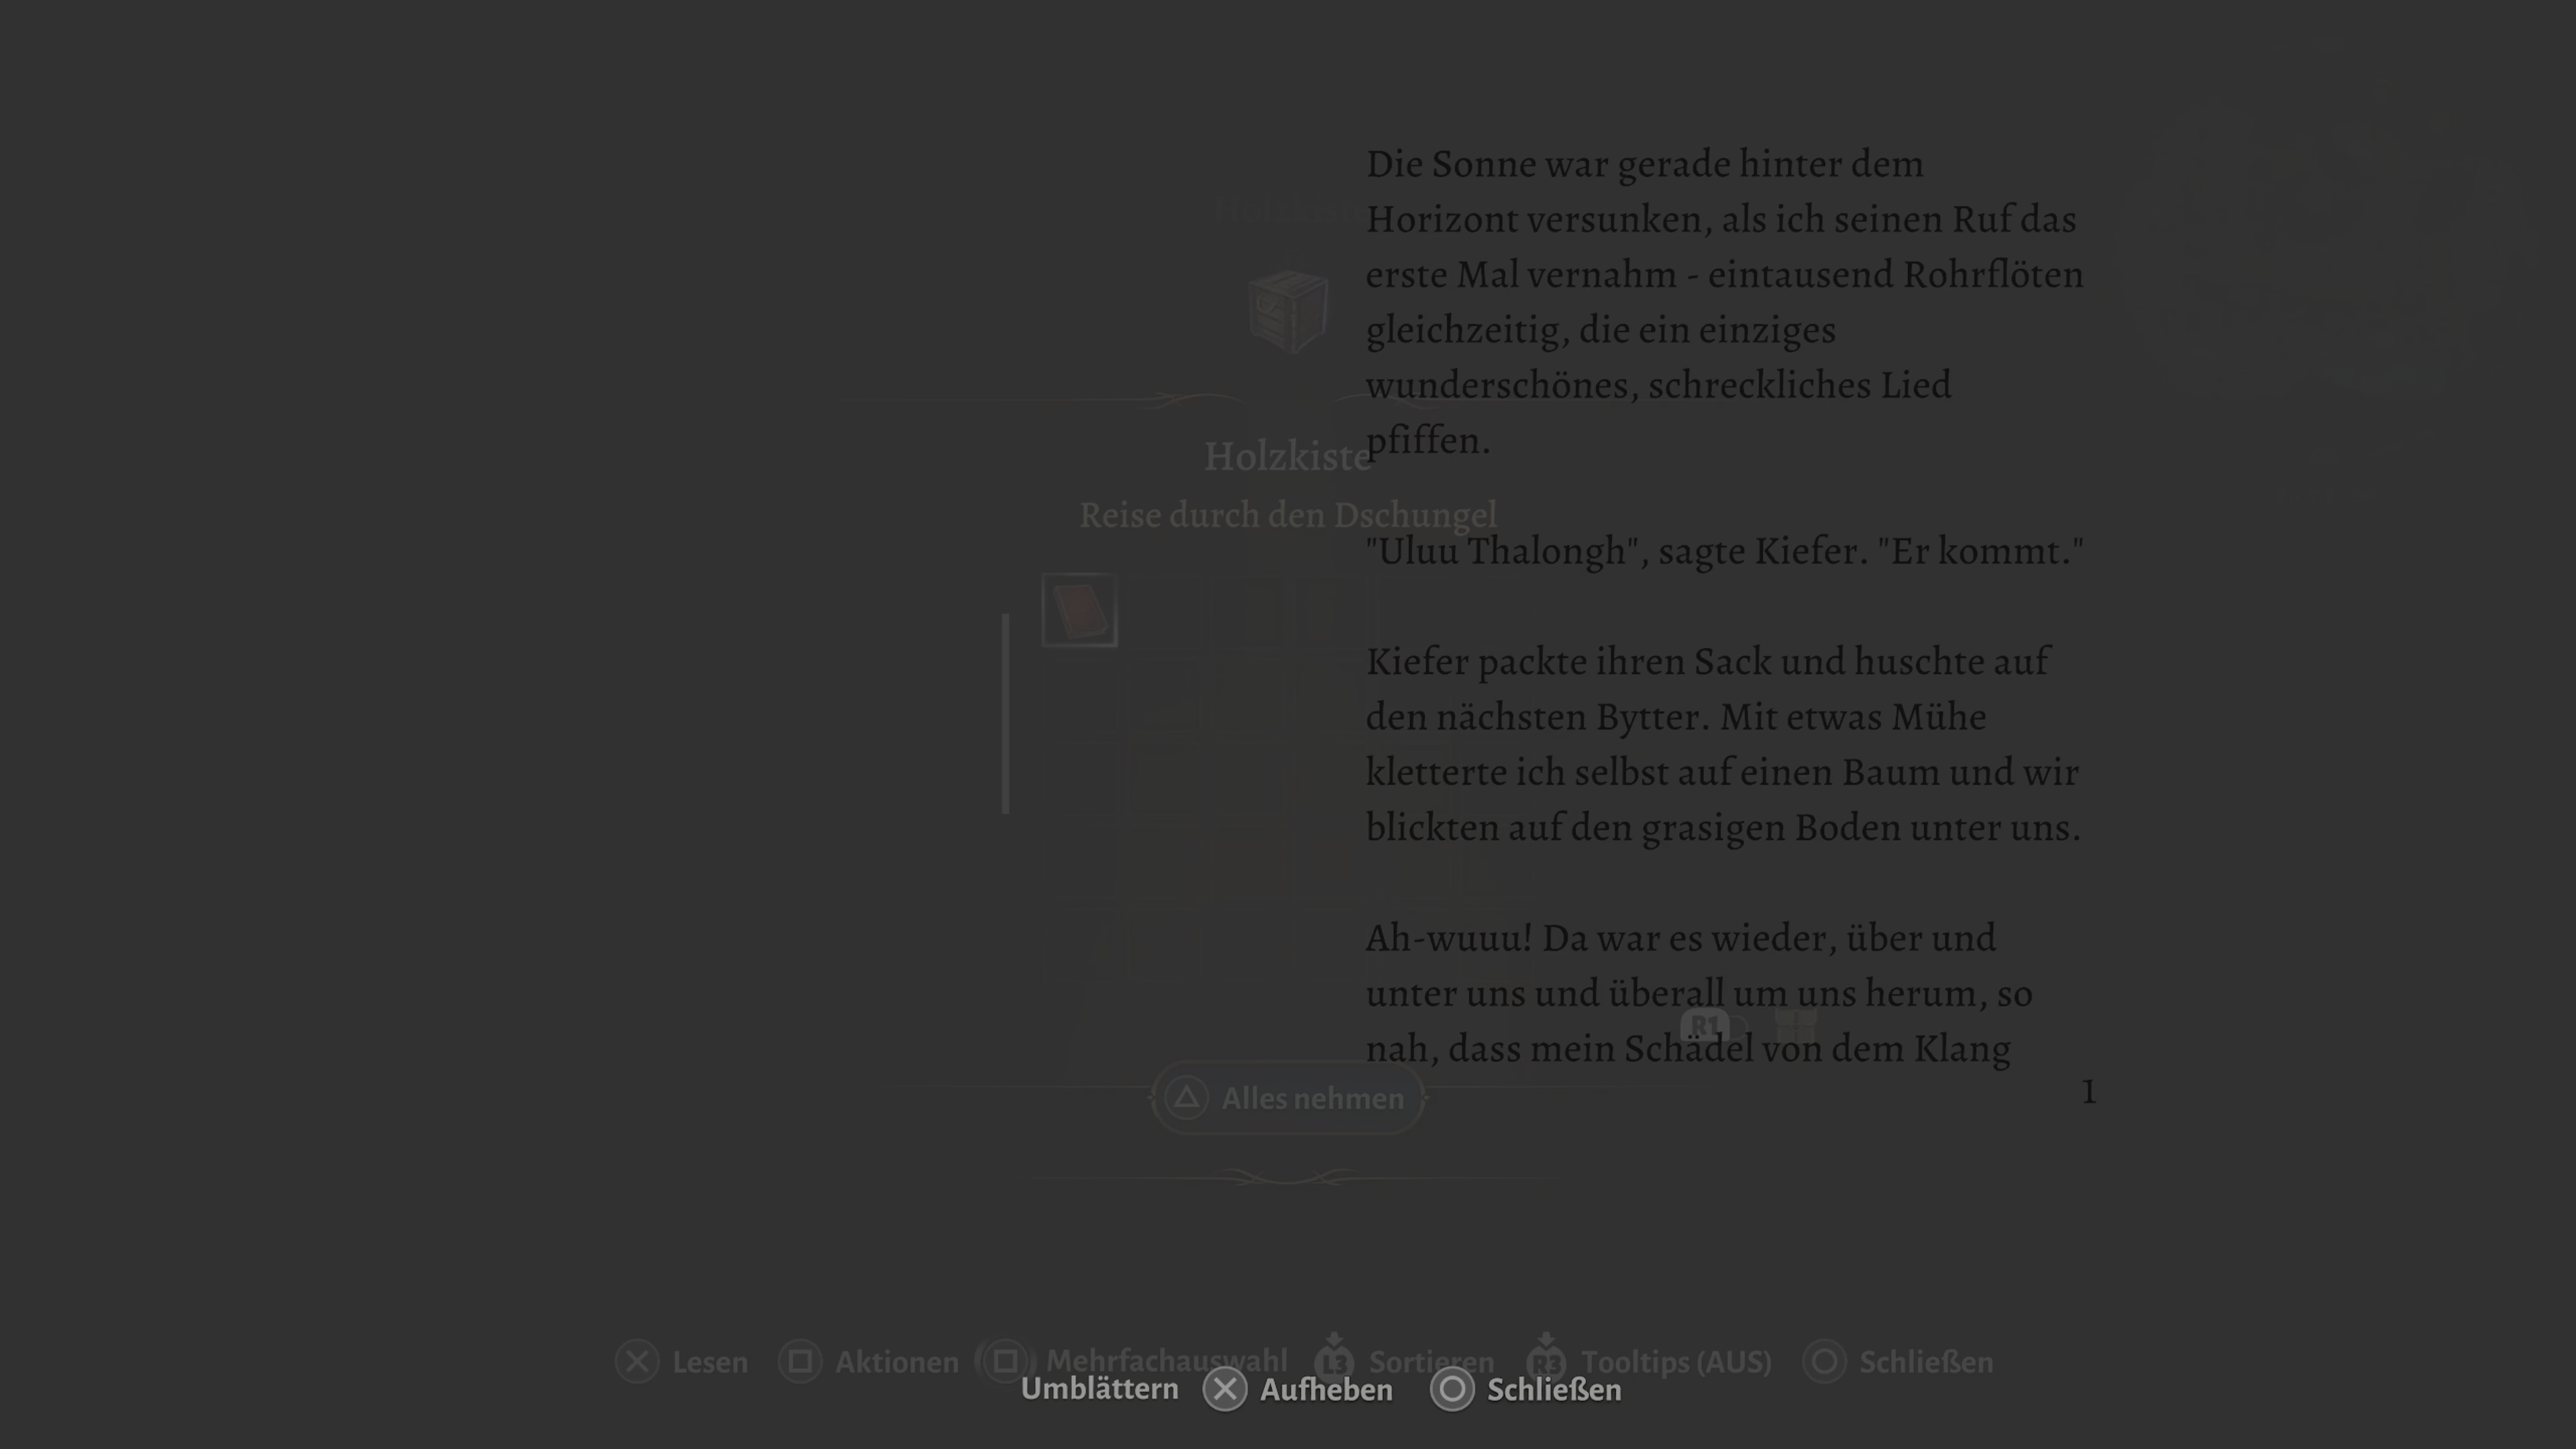 Die Sonne war gerade hinter dem
Horizont versunken, als ich seinen Ruf das
erste Mal vernahm - eintausend Rohrflöten
gleichzeitig, die ein einziges
wunderschönes, schreckliches Lied
pfiffen.
"Uluu Thalongh", sagte Kiefer. "Er kommt."
Kiefer packte ihren Sack und huschte auf
den nächsten Bytter. Mit etwas Mühe
kletterte ich selbst auf einen Baum und wir
blickten auf den grasigen Boden unter uns.
Ah-wuuu! Da war es wieder, über und
unter uns und überall um uns herum, so
nah, dass mein Schädel von dem Klang
1
Holzkiste
Reise durch den Dschungel
R1
Alles nehmen
Lesen Aktionen Mehrfachauswahl L3 Sortieren R3 Tooltips (AUS) Schließen
Umblättern Aufheben Schließen